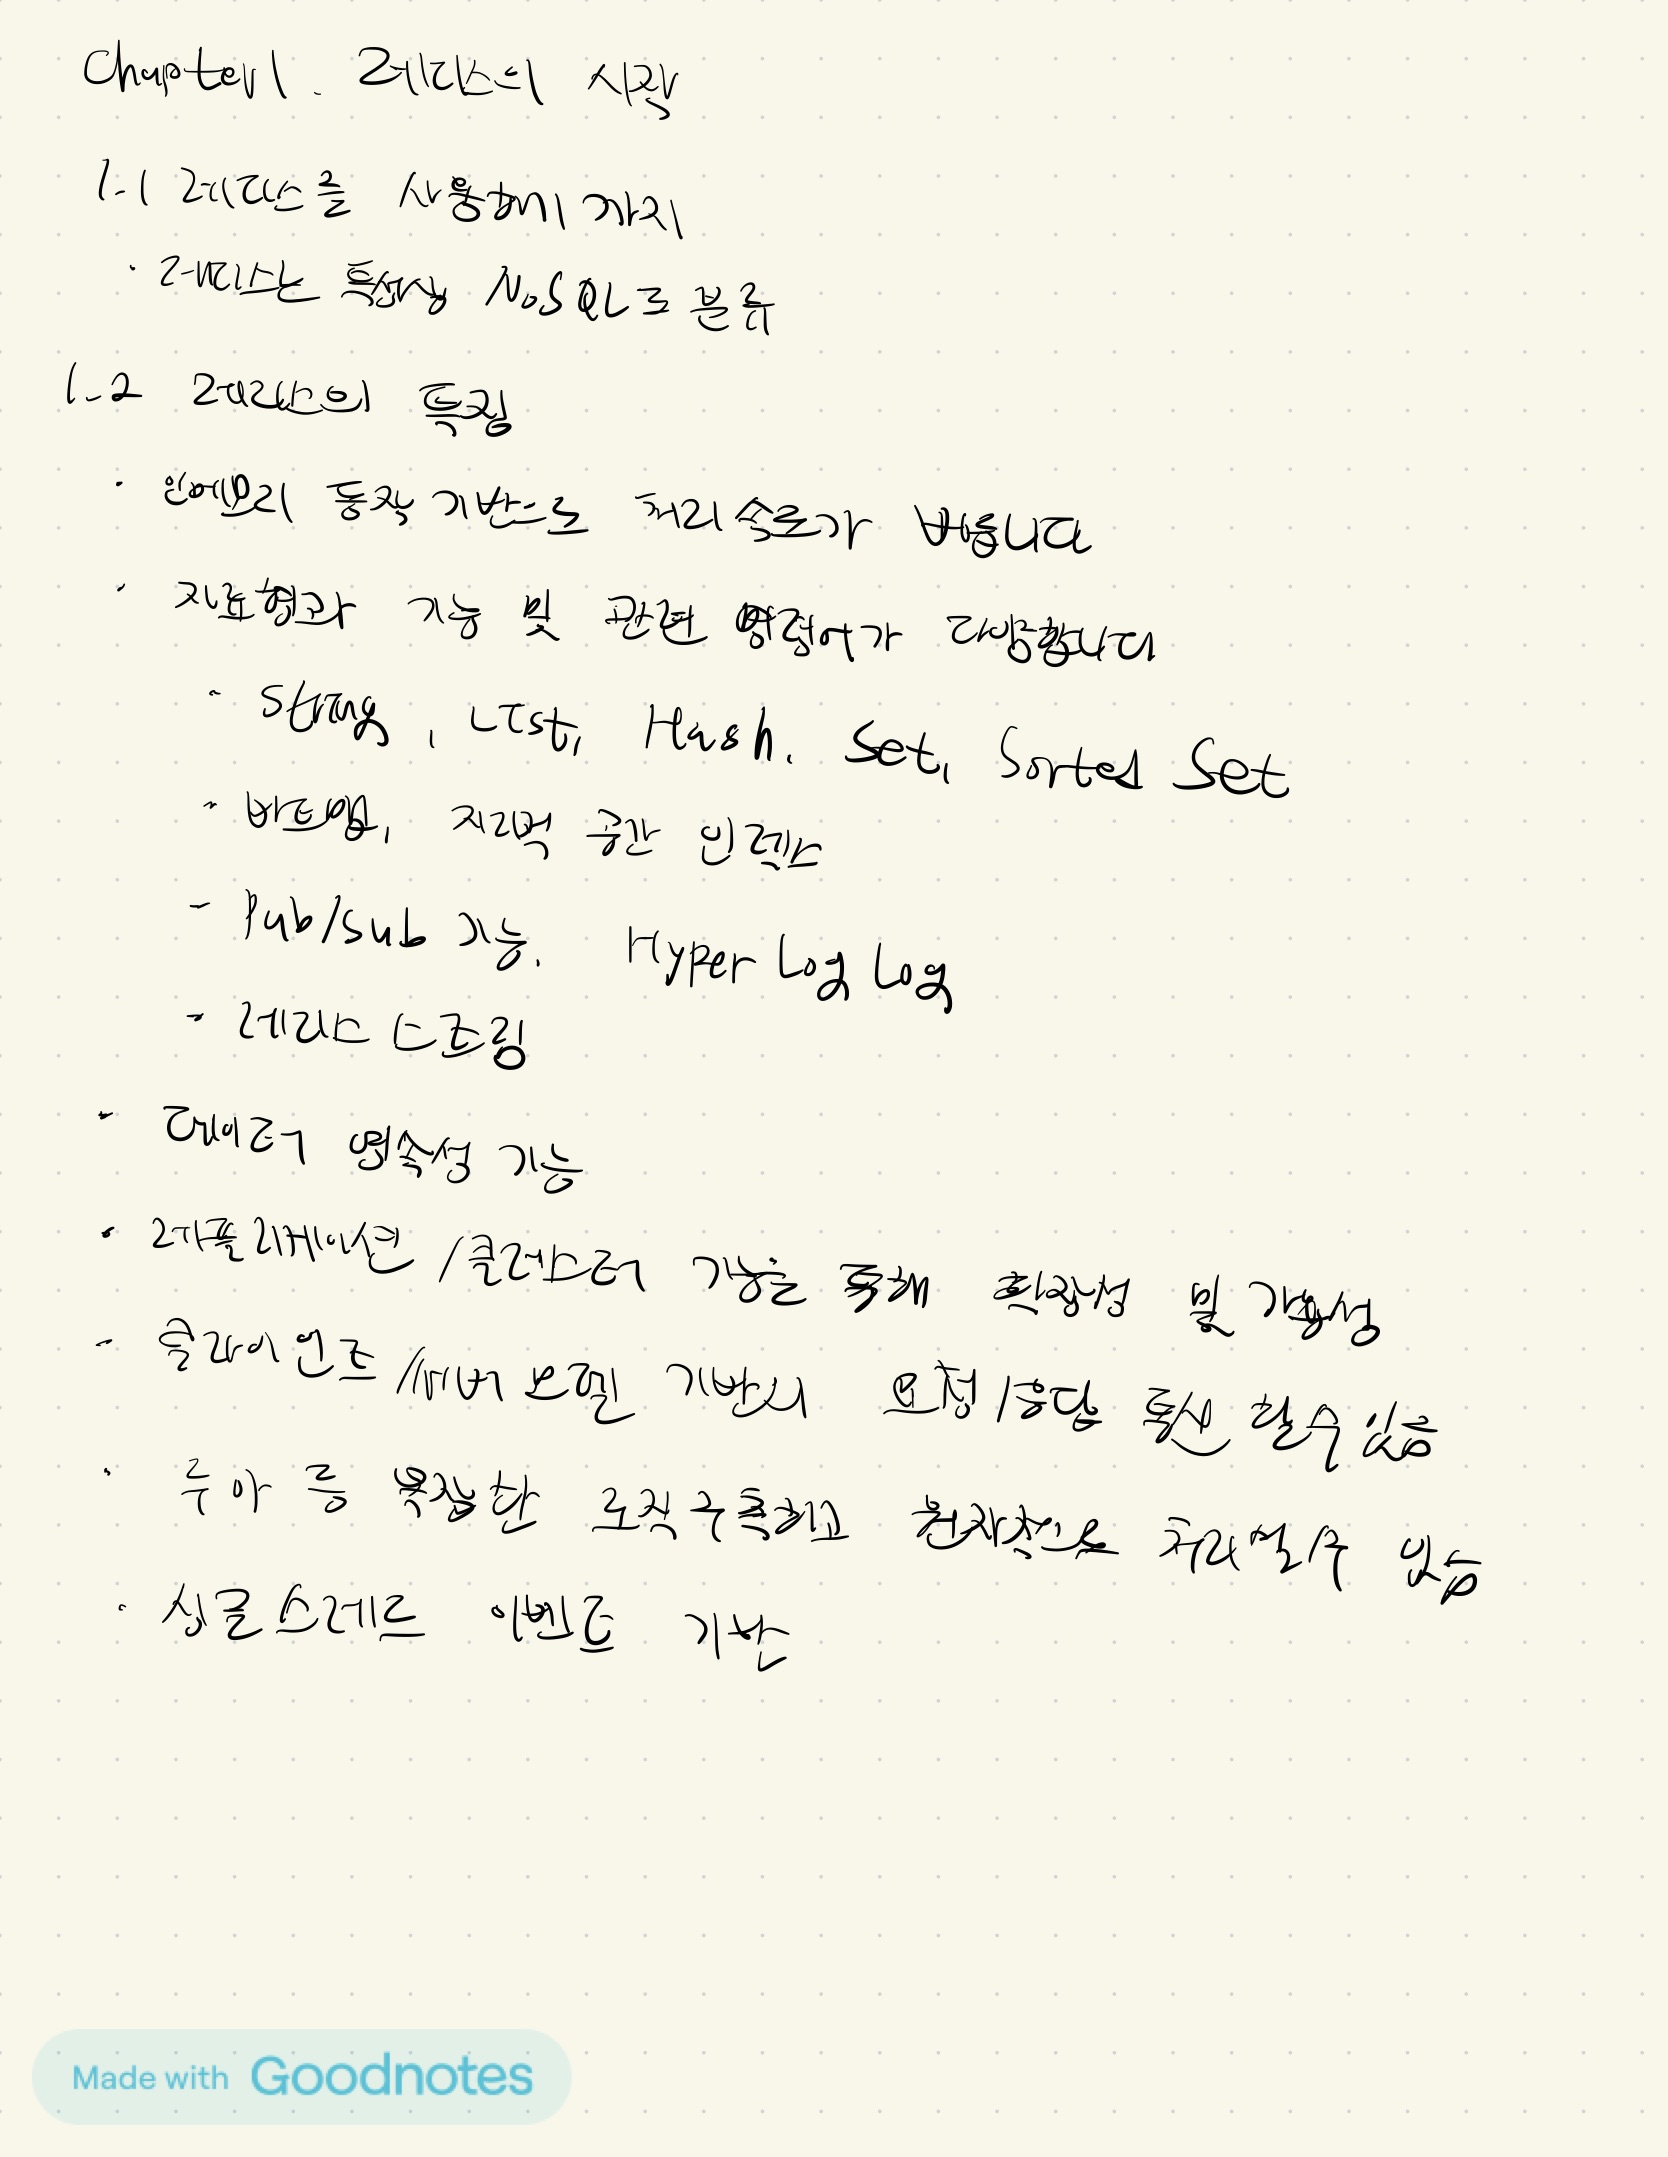 Chapter 1. 레디스의 시작
1-1 레디스를 사용하기까지
· 레디스는 특성상 NoSQL로 분류
1-2 레디스의 특징
· 인메모리 동작 기반으로 처리 속도가 빠릅니다
· 자료형과 기능 및 관련 명령어가 다양합니다
- String, List, Hash, Set, Sorted Set
- 비트맵, 지리적 공간 인덱스
- Pub/Sub 기능, Hyper Log Log
- 레디스 스트림
- 데이터 영속성 기능
· 레플리케이션/클러스터 기능을 통해 확장성 및 가용성
- 클라이언트/서버 모델 기반시 요청/응답 통신 할 수 있음
· 루아 등 복잡한 로직 구축하고 원자적으로 처리할 수 있음
· 싱글 스레드 이벤트 기반
Made with Goodnotes